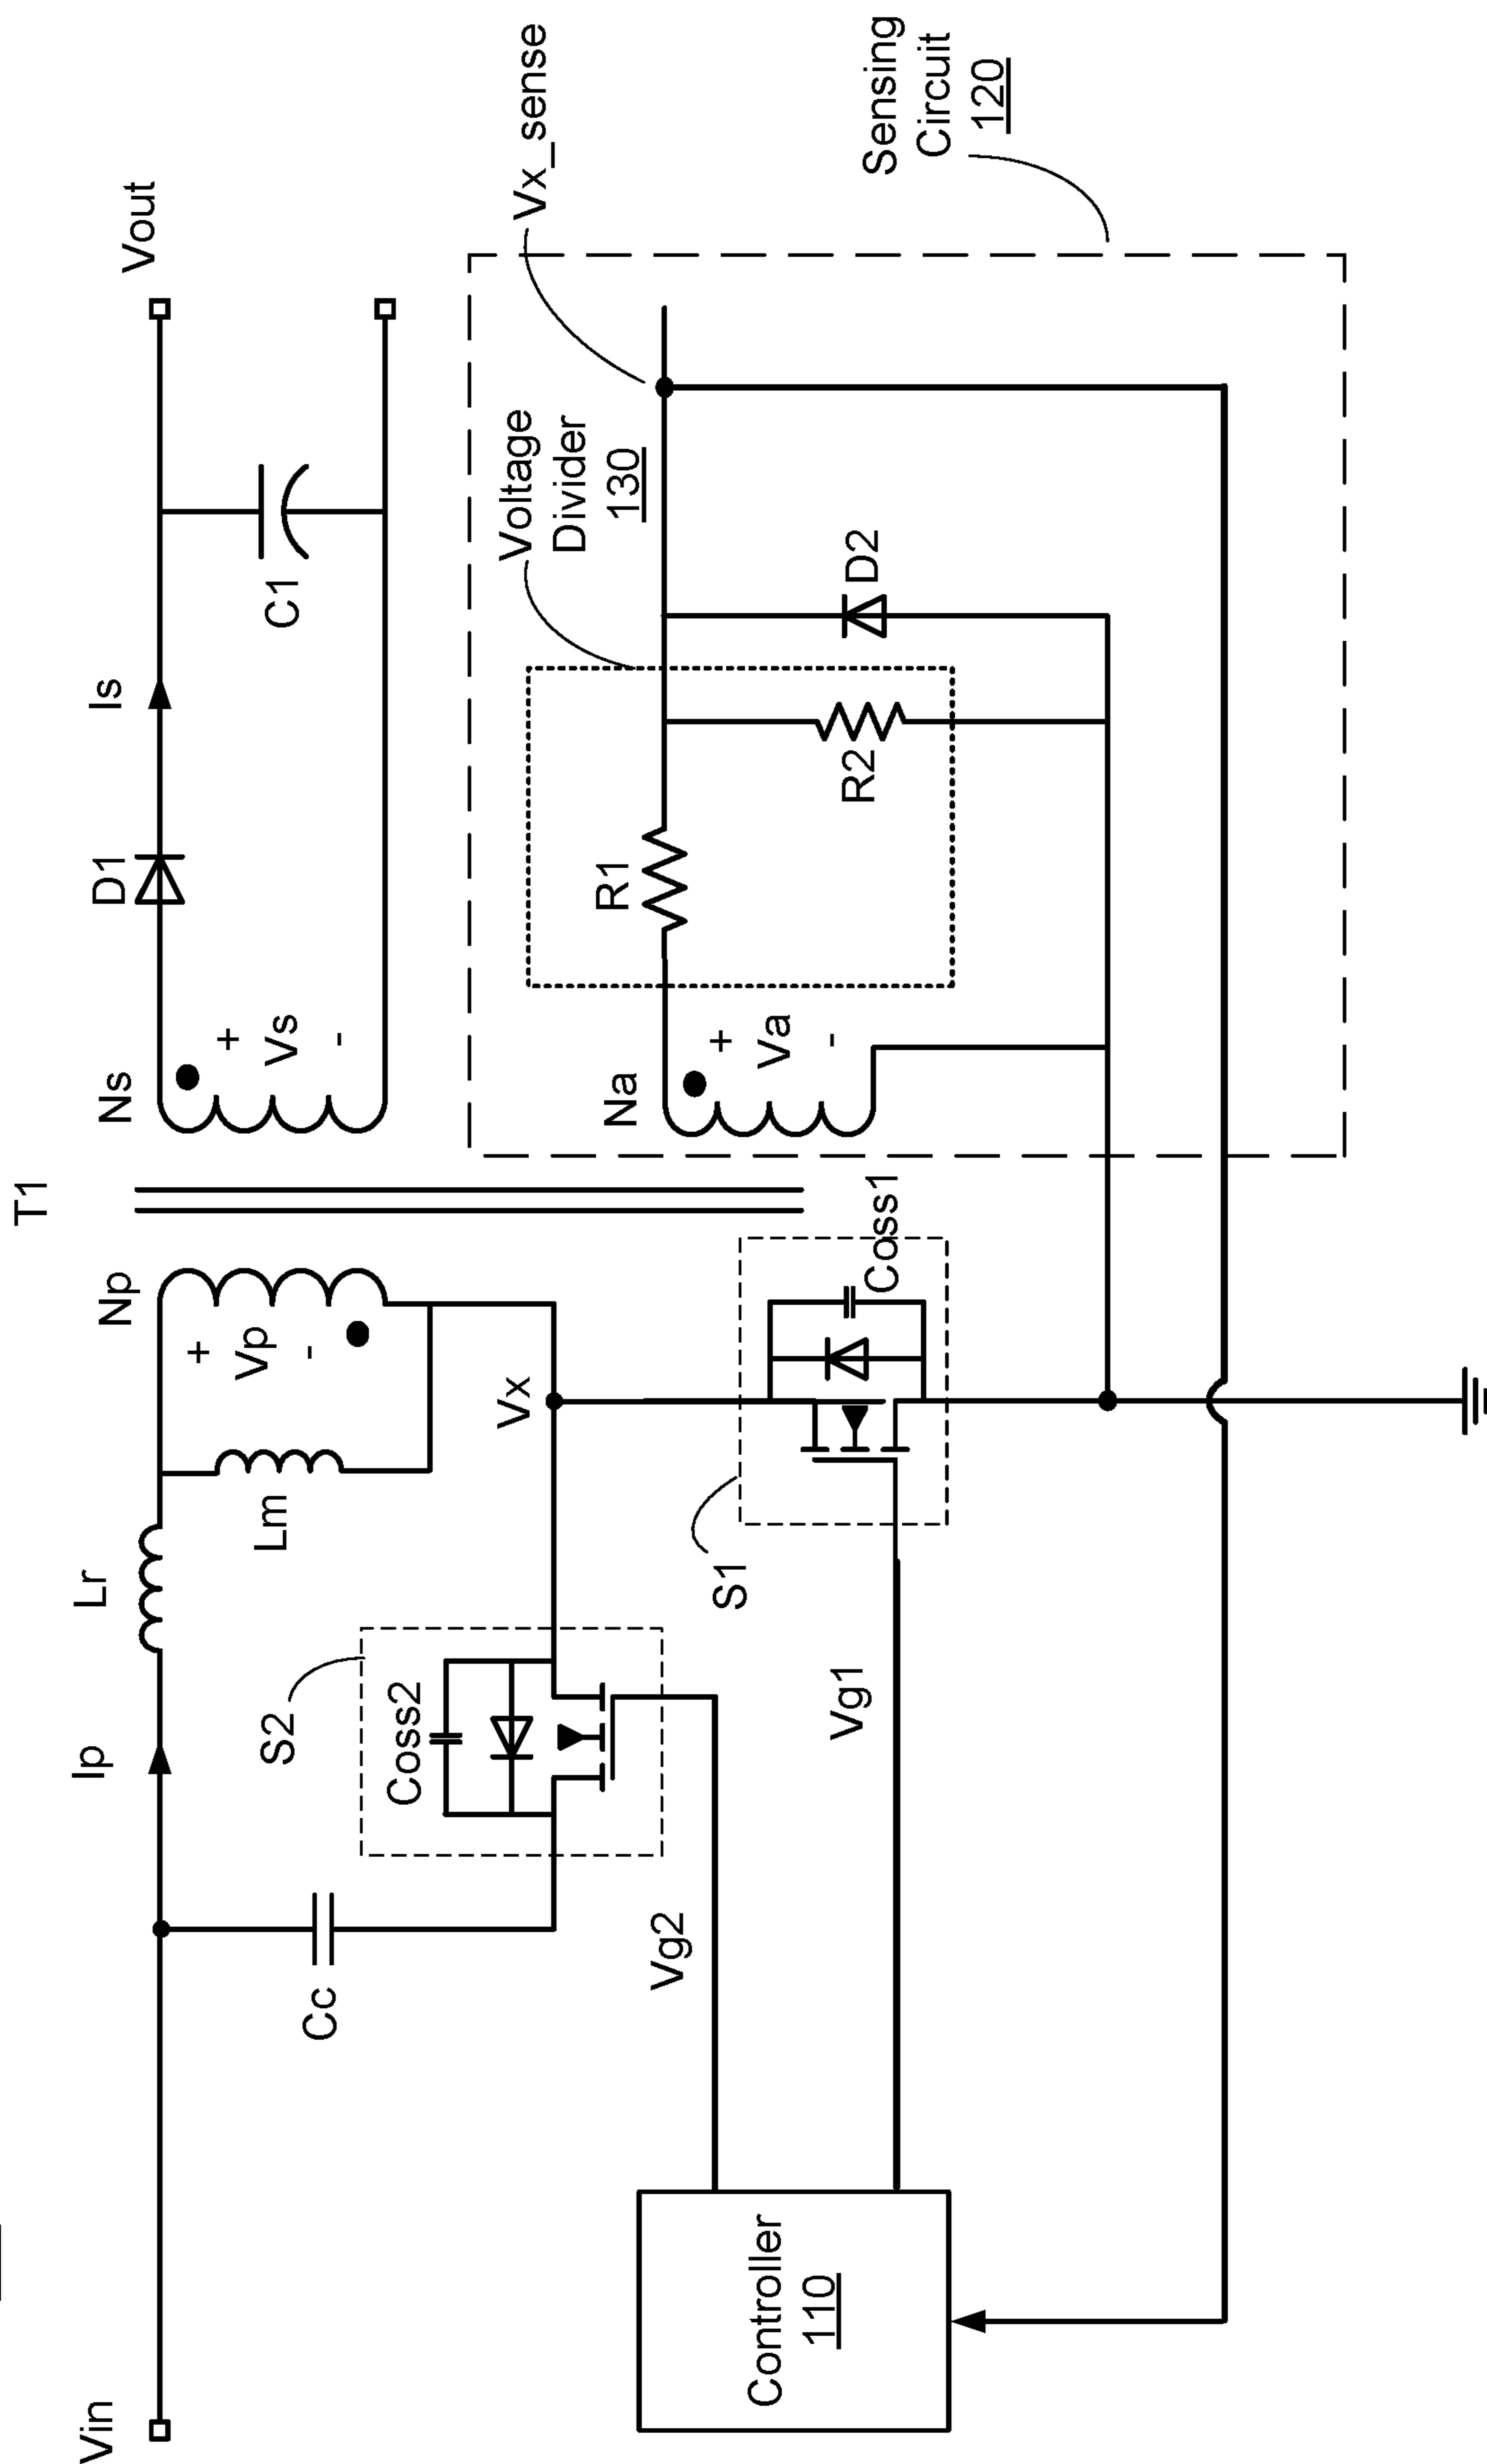 T1
Vin
Ip
Lr
Np
Ns
D1
Is
Vout
Cc
S2
Coss2
Lm
+
Vp
-
+
Vs
-
C1
Vx
Vx_sense
Voltage
Divider
130
Na
R1
+
Va
-
R2
D2
Sensing
Circuit
120
Vg2
S1
Coss1
Vg1
Controller
110